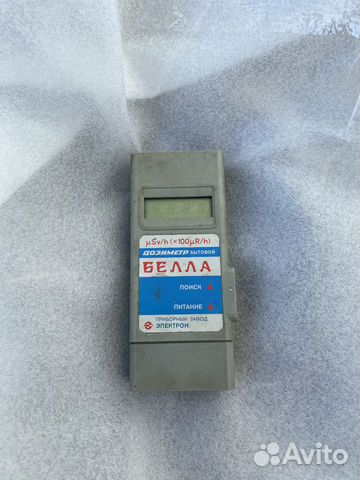 μSv/h (×100μR/h)
ДОЗИМЕТР БЫТОВОЙ
БЕЛЛА
ПОИСК
ПИТАНИЕ
ПРИБОРНЫЙ ЗАВОД
ЭЛЕКТРОН
Avito